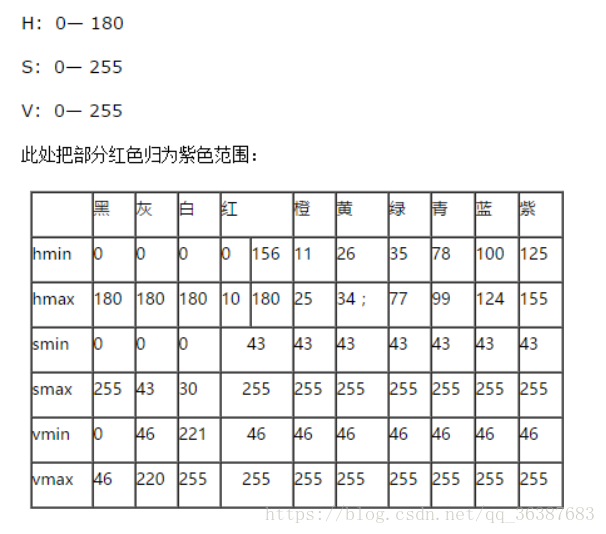 H：0— 180
S：0— 255
V：0— 255
此处把部分红色归为紫色范围：
黑 灰 白 红 橙 黄 绿 青 蓝 紫
hmin 0 0 0 0 156 11 26 35 78 100 125
hmax 180 180 180 10 180 25 34； 77 99 124 155
smin 0 0 0 43 43 43 43 43 43 43
smax 255 43 30 255 255 255 255 255 255 255
vmin 0 46 221 46 46 46 46 46 46 46
vmax 46 220 255 255 255 255 255 255 255 255
https://blog.csdn.net/qq_36387683